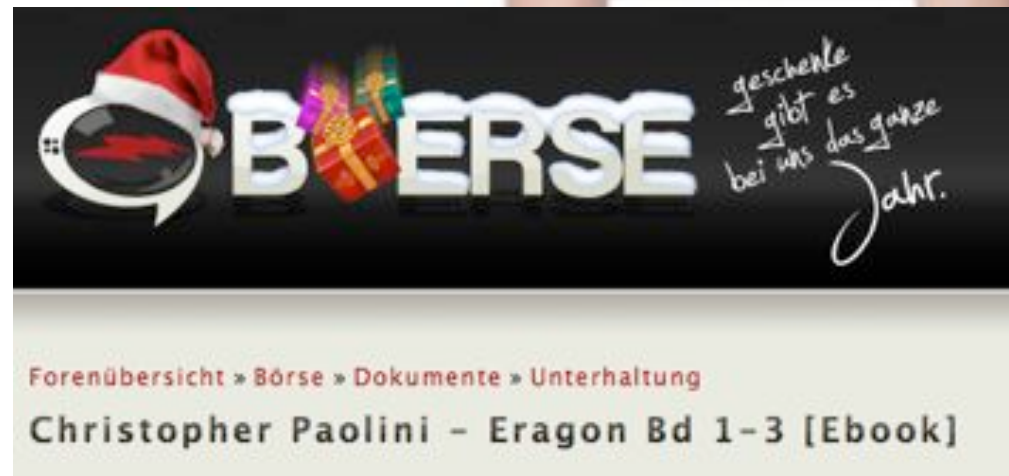 BOERSE
geschenke
gibt es
bei uns das ganze
Jahr.
Forenübersicht » Börse » Dokumente » Unterhaltung
Christopher Paolini - Eragon Bd 1-3 [Ebook]